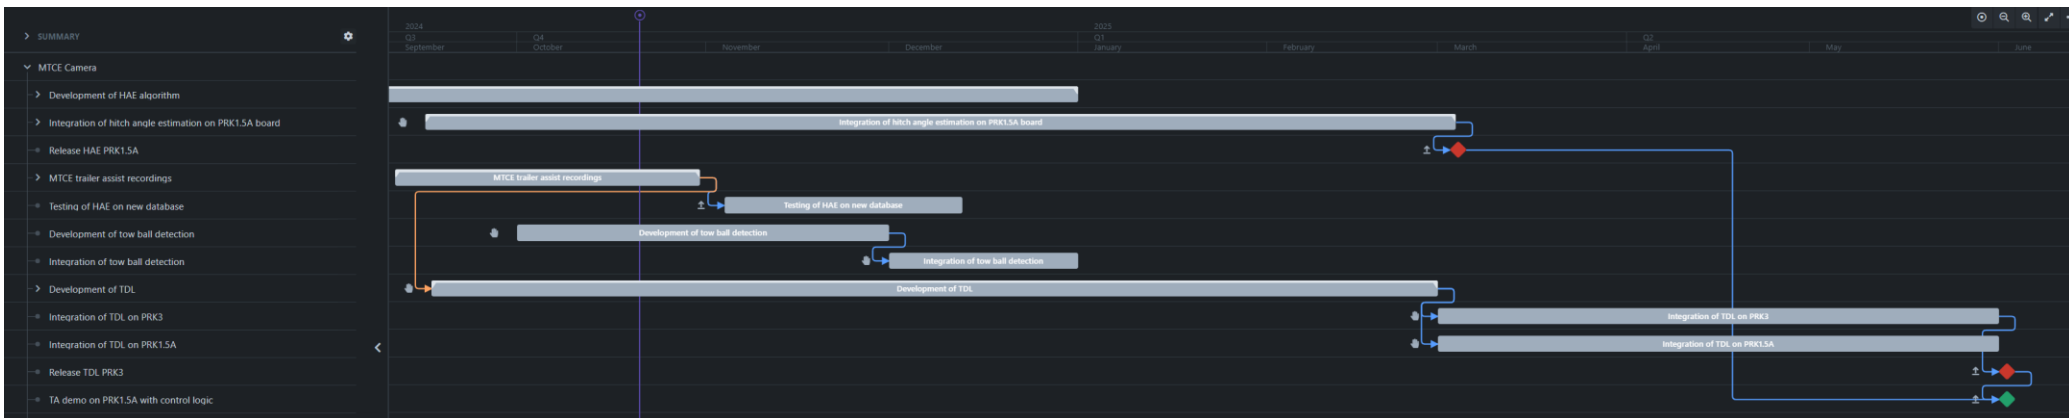 2024
2025
Q3
Q4
Q1
Q2
September
October
November
December
January
February
March
April
May
June
SUMMARY
MTCE Camera
Development of HAE algorithm
Integration of hitch angle estimation on PRK1.5A board
Integration of hitch angle estimation on PRK1.5A board
Release HAE PRK1.5A
MTCE trailer assist recordings
MTCE trailer assist recordings
Testing of HAE on new database
Testing of HAE on new database
Development of tow ball detection
Development of tow ball detection
Integration of tow ball detection
Integration of tow ball detection
Development of TDL
Development of TDL
Integration of TDL on PRK3
Integration of TDL on PRK3
Integration of TDL on PRK1.5A
Integration of TDL on PRK1.5A
Release TDL PRK3
TA demo on PRK1.5A with control logic